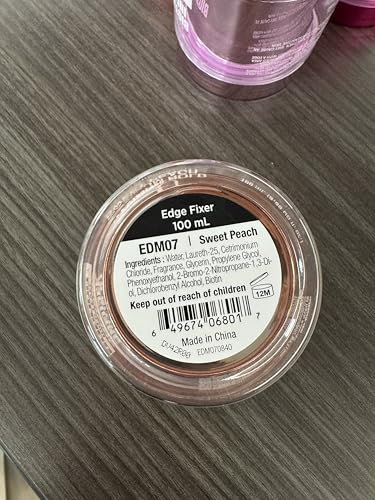 Edge Fixer
100 mL
EDM07 | Sweet Peach
Ingredients : Water, Laureth-25, Cetrimonium
Chloride, Fragrance, Glycerin, Propylene Glycol,
Phenoxyethanol, 2-Bromo-2-Nitropropane-1,3-Di-
ol, Dichlorobenzyl Alcohol, Biotin
Keep out of reach of children
12M
6 49674 06801 7
Made in China
EDM070840